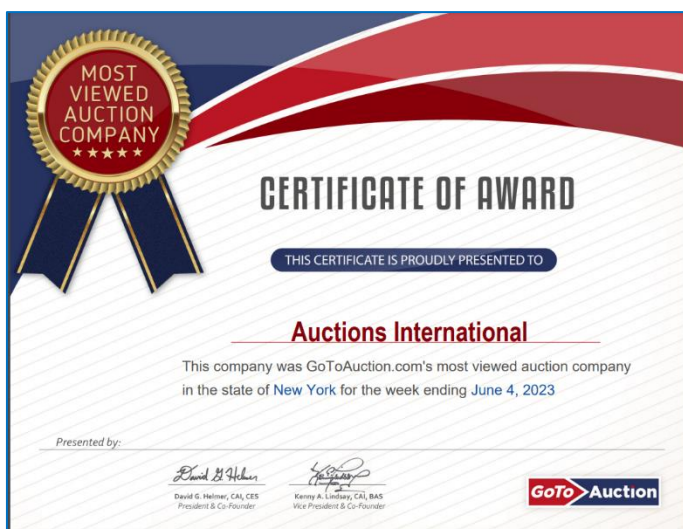 MOST
VIEWED
AUCTION
COMPANY
CERTIFICATE OF AWARD
THIS CERTIFICATE IS PROUDLY PRESENTED TO
Auctions International
This company was GoToAuction.com's most viewed auction company
in the state of New York for the week ending June 4, 2023
Presented by:
David G Helmer
David G. Helmer, CAI, CES
President & Co-Founder
Kenny A. Lindsay, CAI, BAS
Vice President & Co-Founder
GoTo Auction